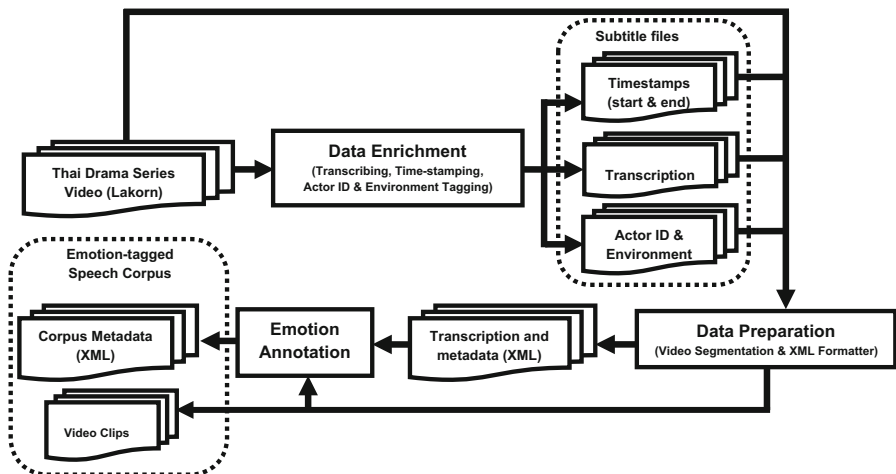 Subtitle files
Timestamps
(start & end)
Thai Drama Series
Video (Lakorn)
Data Enrichment
(Transcribing, Time-stamping,
Actor ID & Environment Tagging)
Transcription
Actor ID &
Environment
Emotion-tagged
Speech Corpus
Corpus Metadata
(XML)
Emotion
Annotation
Transcription and
metadata (XML)
Data Preparation
(Video Segmentation & XML Formatter)
Video Clips